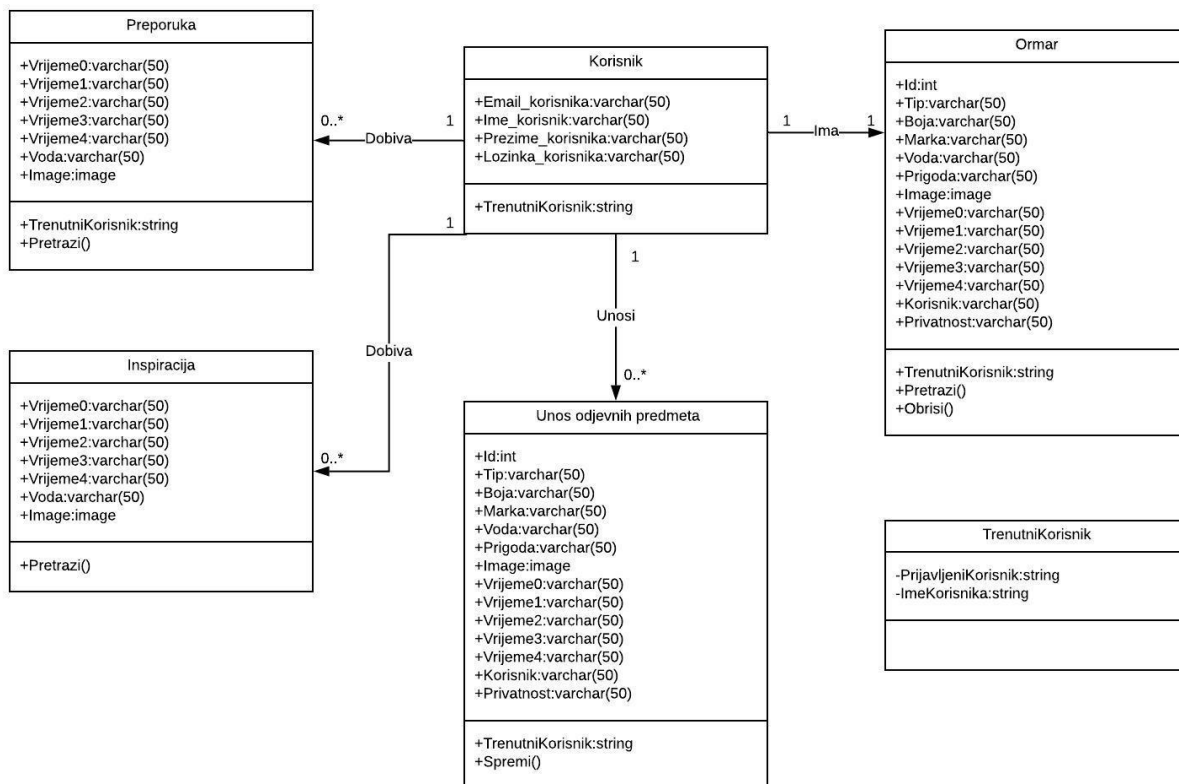 Preporuka
+Vrijeme0:varchar(50)
+Vrijeme1:varchar(50)
+Vrijeme2:varchar(50)
+Vrijeme3:varchar(50)
+Vrijeme4:varchar(50)
+Voda:varchar(50)
+Image:image
+TrenutniKorisnik:string
+Pretrazi()
0..*
Dobiva
1
Korisnik
+Email_korisnika:varchar(50)
+Ime_korisnik:varchar(50)
+Prezime_korisnika:varchar(50)
+Lozinka_korisnika:varchar(50)
+TrenutniKorisnik:string
1
Ima
1
Ormar
+Id:int
+Tip:varchar(50)
+Boja:varchar(50)
+Marka:varchar(50)
+Voda:varchar(50)
+Prigoda:varchar(50)
+Image:image
+Vrijeme0:varchar(50)
+Vrijeme1:varchar(50)
+Vrijeme2:varchar(50)
+Vrijeme3:varchar(50)
+Vrijeme4:varchar(50)
+Korisnik:varchar(50)
+Privatnost:varchar(50)
+TrenutniKorisnik:string
+Pretrazi()
+Obrisi()
1
Dobiva
0..*
1
Unosi
0..*
Inspiracija
+Vrijeme0:varchar(50)
+Vrijeme1:varchar(50)
+Vrijeme2:varchar(50)
+Vrijeme3:varchar(50)
+Vrijeme4:varchar(50)
+Voda:varchar(50)
+Image:image
+Pretrazi()
Unos odjevnih predmeta
+Id:int
+Tip:varchar(50)
+Boja:varchar(50)
+Marka:varchar(50)
+Voda:varchar(50)
+Prigoda:varchar(50)
+Image:image
+Vrijeme0:varchar(50)
+Vrijeme1:varchar(50)
+Vrijeme2:varchar(50)
+Vrijeme3:varchar(50)
+Vrijeme4:varchar(50)
+Korisnik:varchar(50)
+Privatnost:varchar(50)
+TrenutniKorisnik:string
+Spremi()
TrenutniKorisnik
-PrijavljeniKorisnik:string
-ImeKorisnika:string